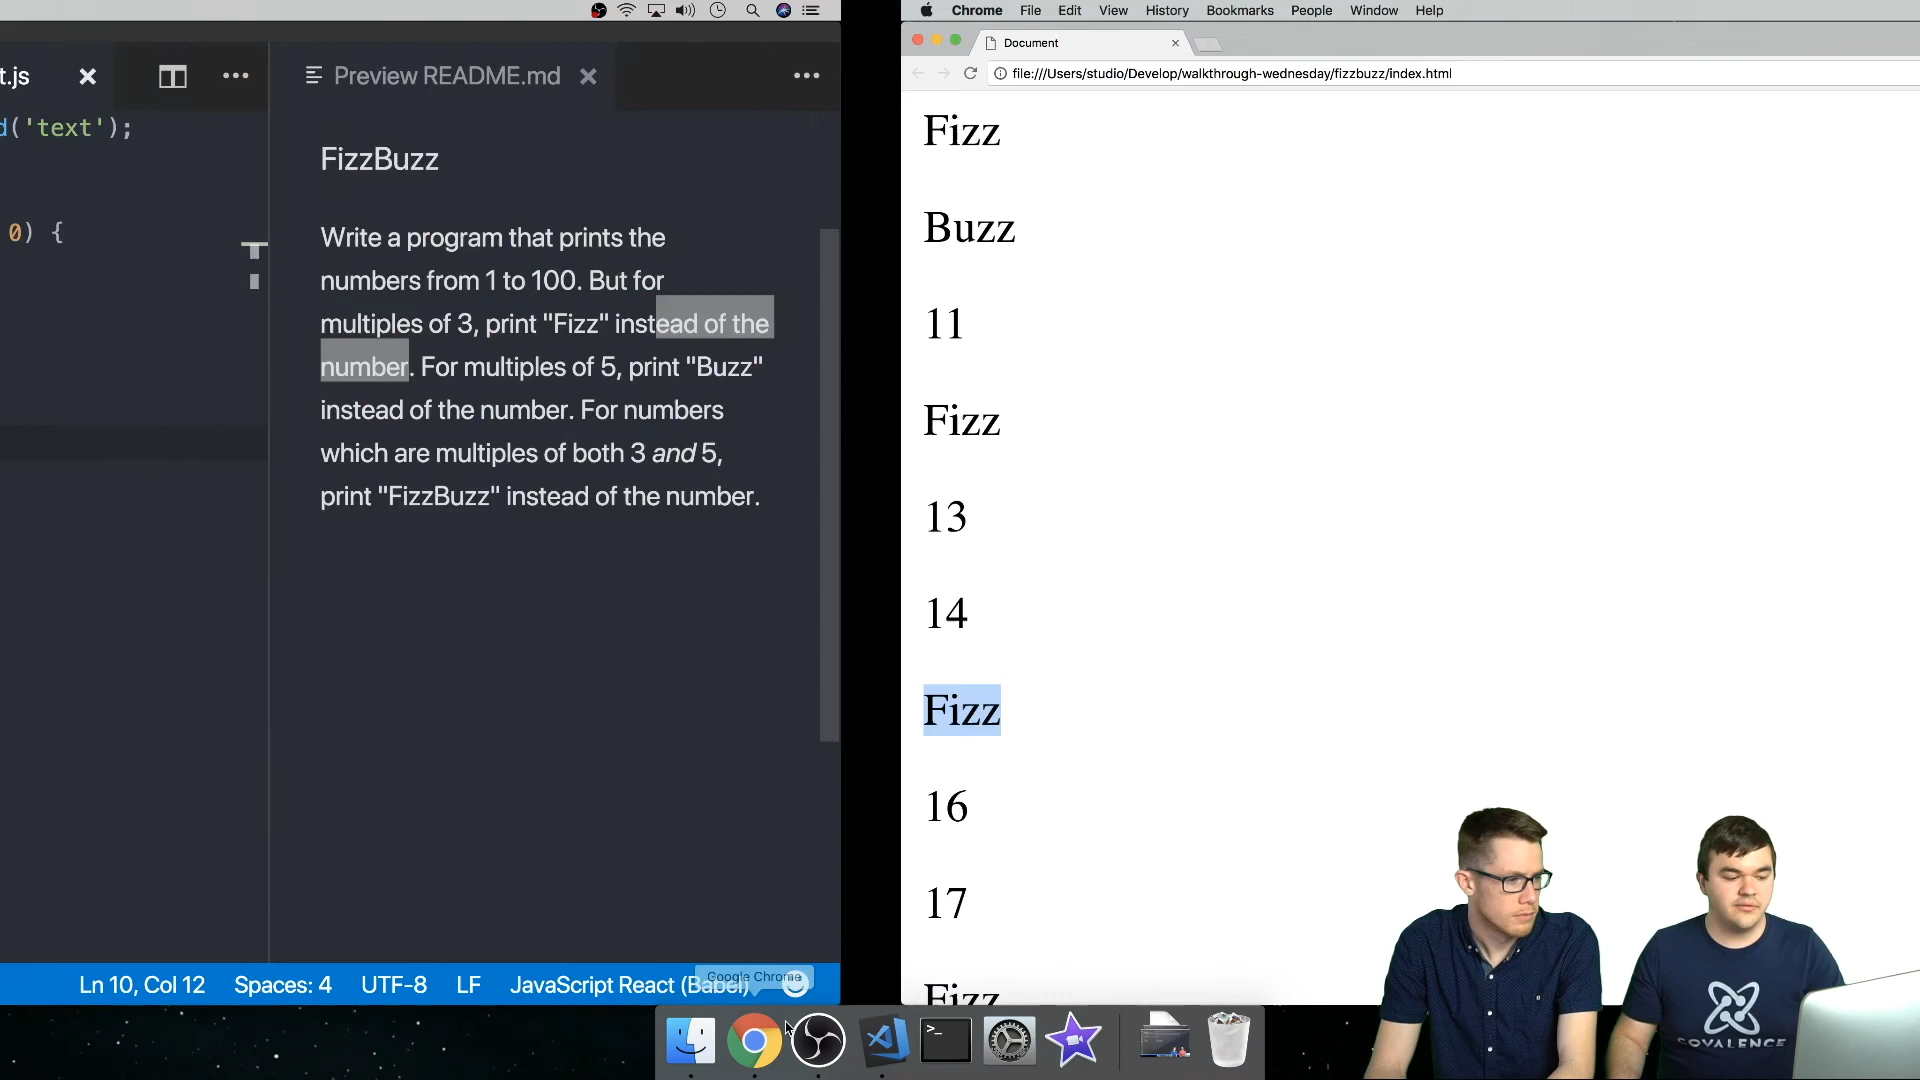 Chrome File Edit View History Bookmarks People Window Help
t.js
Preview README.md
Document
file:///Users/studio/Develop/walkthrough-wednesday/fizzbuzz/index.html
d('text');
0) {
FizzBuzz
Write a program that prints the
numbers from 1 to 100. But for
multiples of 3, print "Fizz" instead of the
number. For multiples of 5, print "Buzz"
instead of the number. For numbers
which are multiples of both 3 and 5,
print "FizzBuzz" instead of the number.
Fizz
Buzz
11
Fizz
13
14
Fizz
16
17
Fizz
Ln 10, Col 12 Spaces: 4 UTF-8 LF JavaScript React (Babel)
Google Chrome
COVALENCE